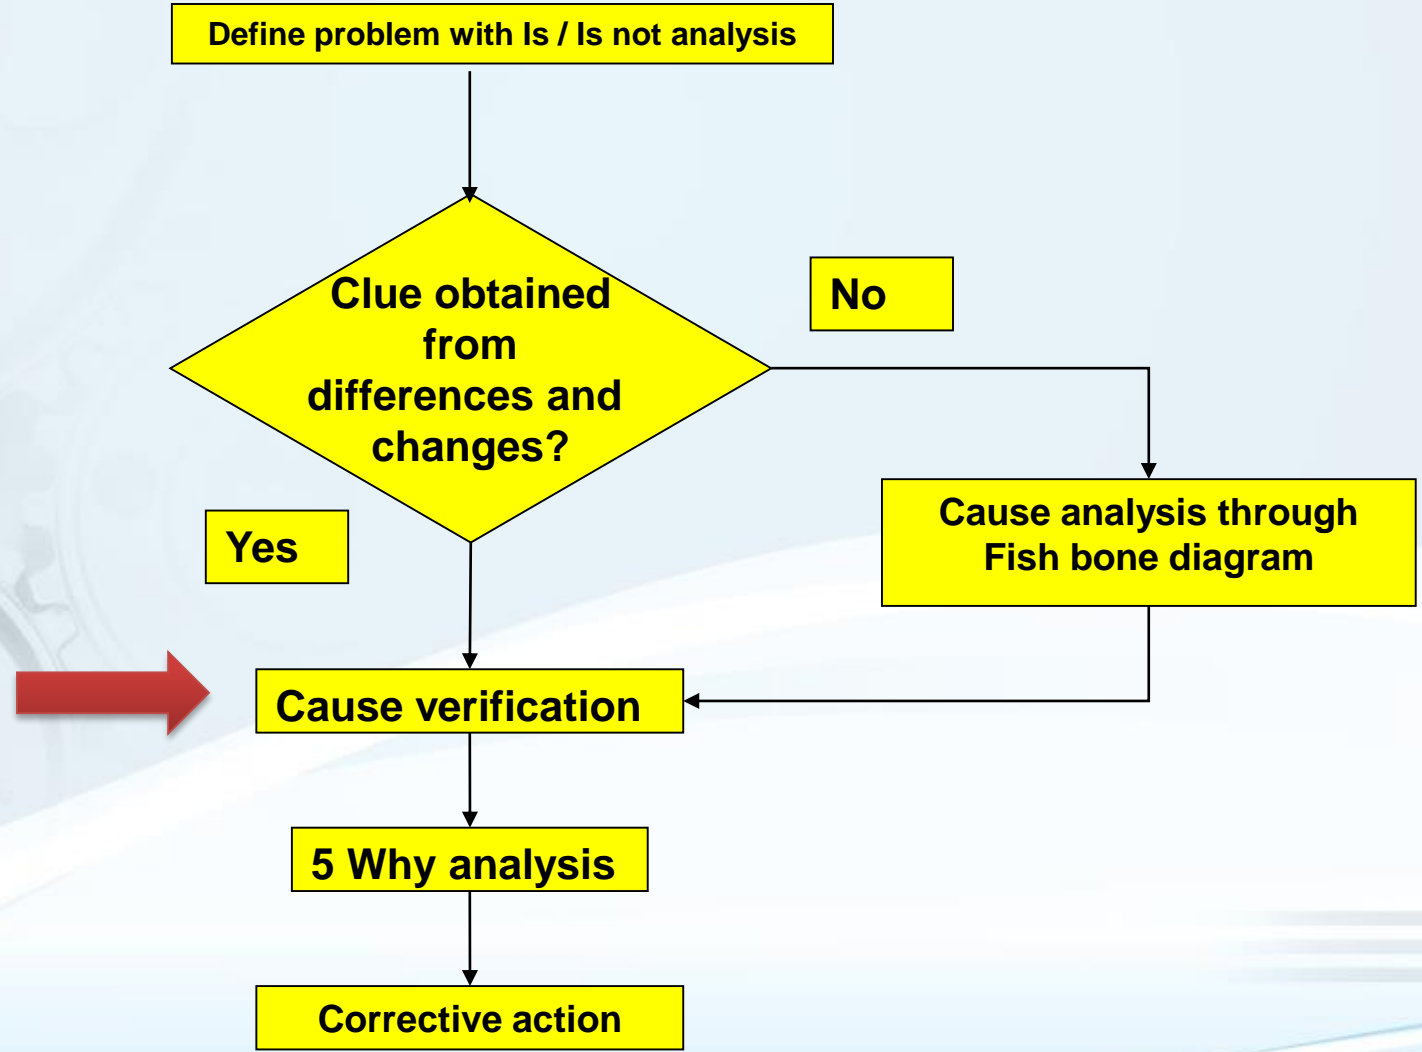 Define problem with Is / Is not analysis
Clue obtained
from
differences and
changes?
No
Yes
Cause analysis through
Fish bone diagram
Cause verification
5 Why analysis
Corrective action